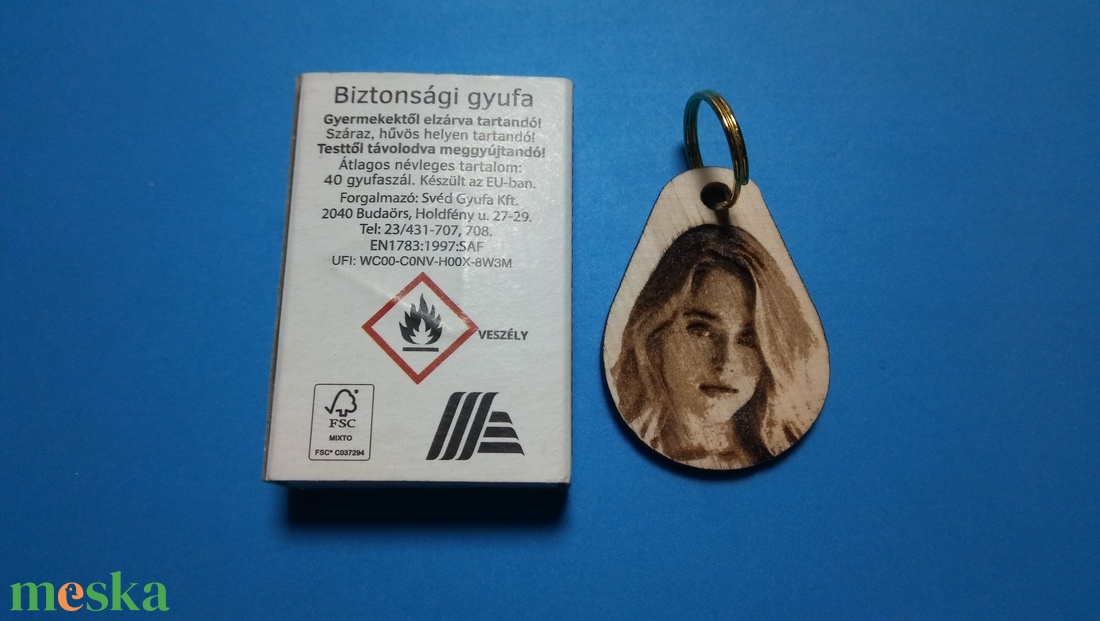 Biztonsági gyufa
Gyermekektől elzárva tartandó!
Száraz, hűvös helyen tartandó!
Testtől távolodva meggyújtandó!
Átlagos névleges tartalom:
40 gyufaszál. Készült az EU-ban.
Forgalmazó: Svéd Gyufa Kft.
2040 Budaörs, Holdfény u. 27-29.
Tel: 23/431-707, 708.
EN1783:1997:SAF
UFI: WC00-C0NV-H00X-8W3M
VESZÉLY
FSC
MIXTO
FSC® C037294
meska